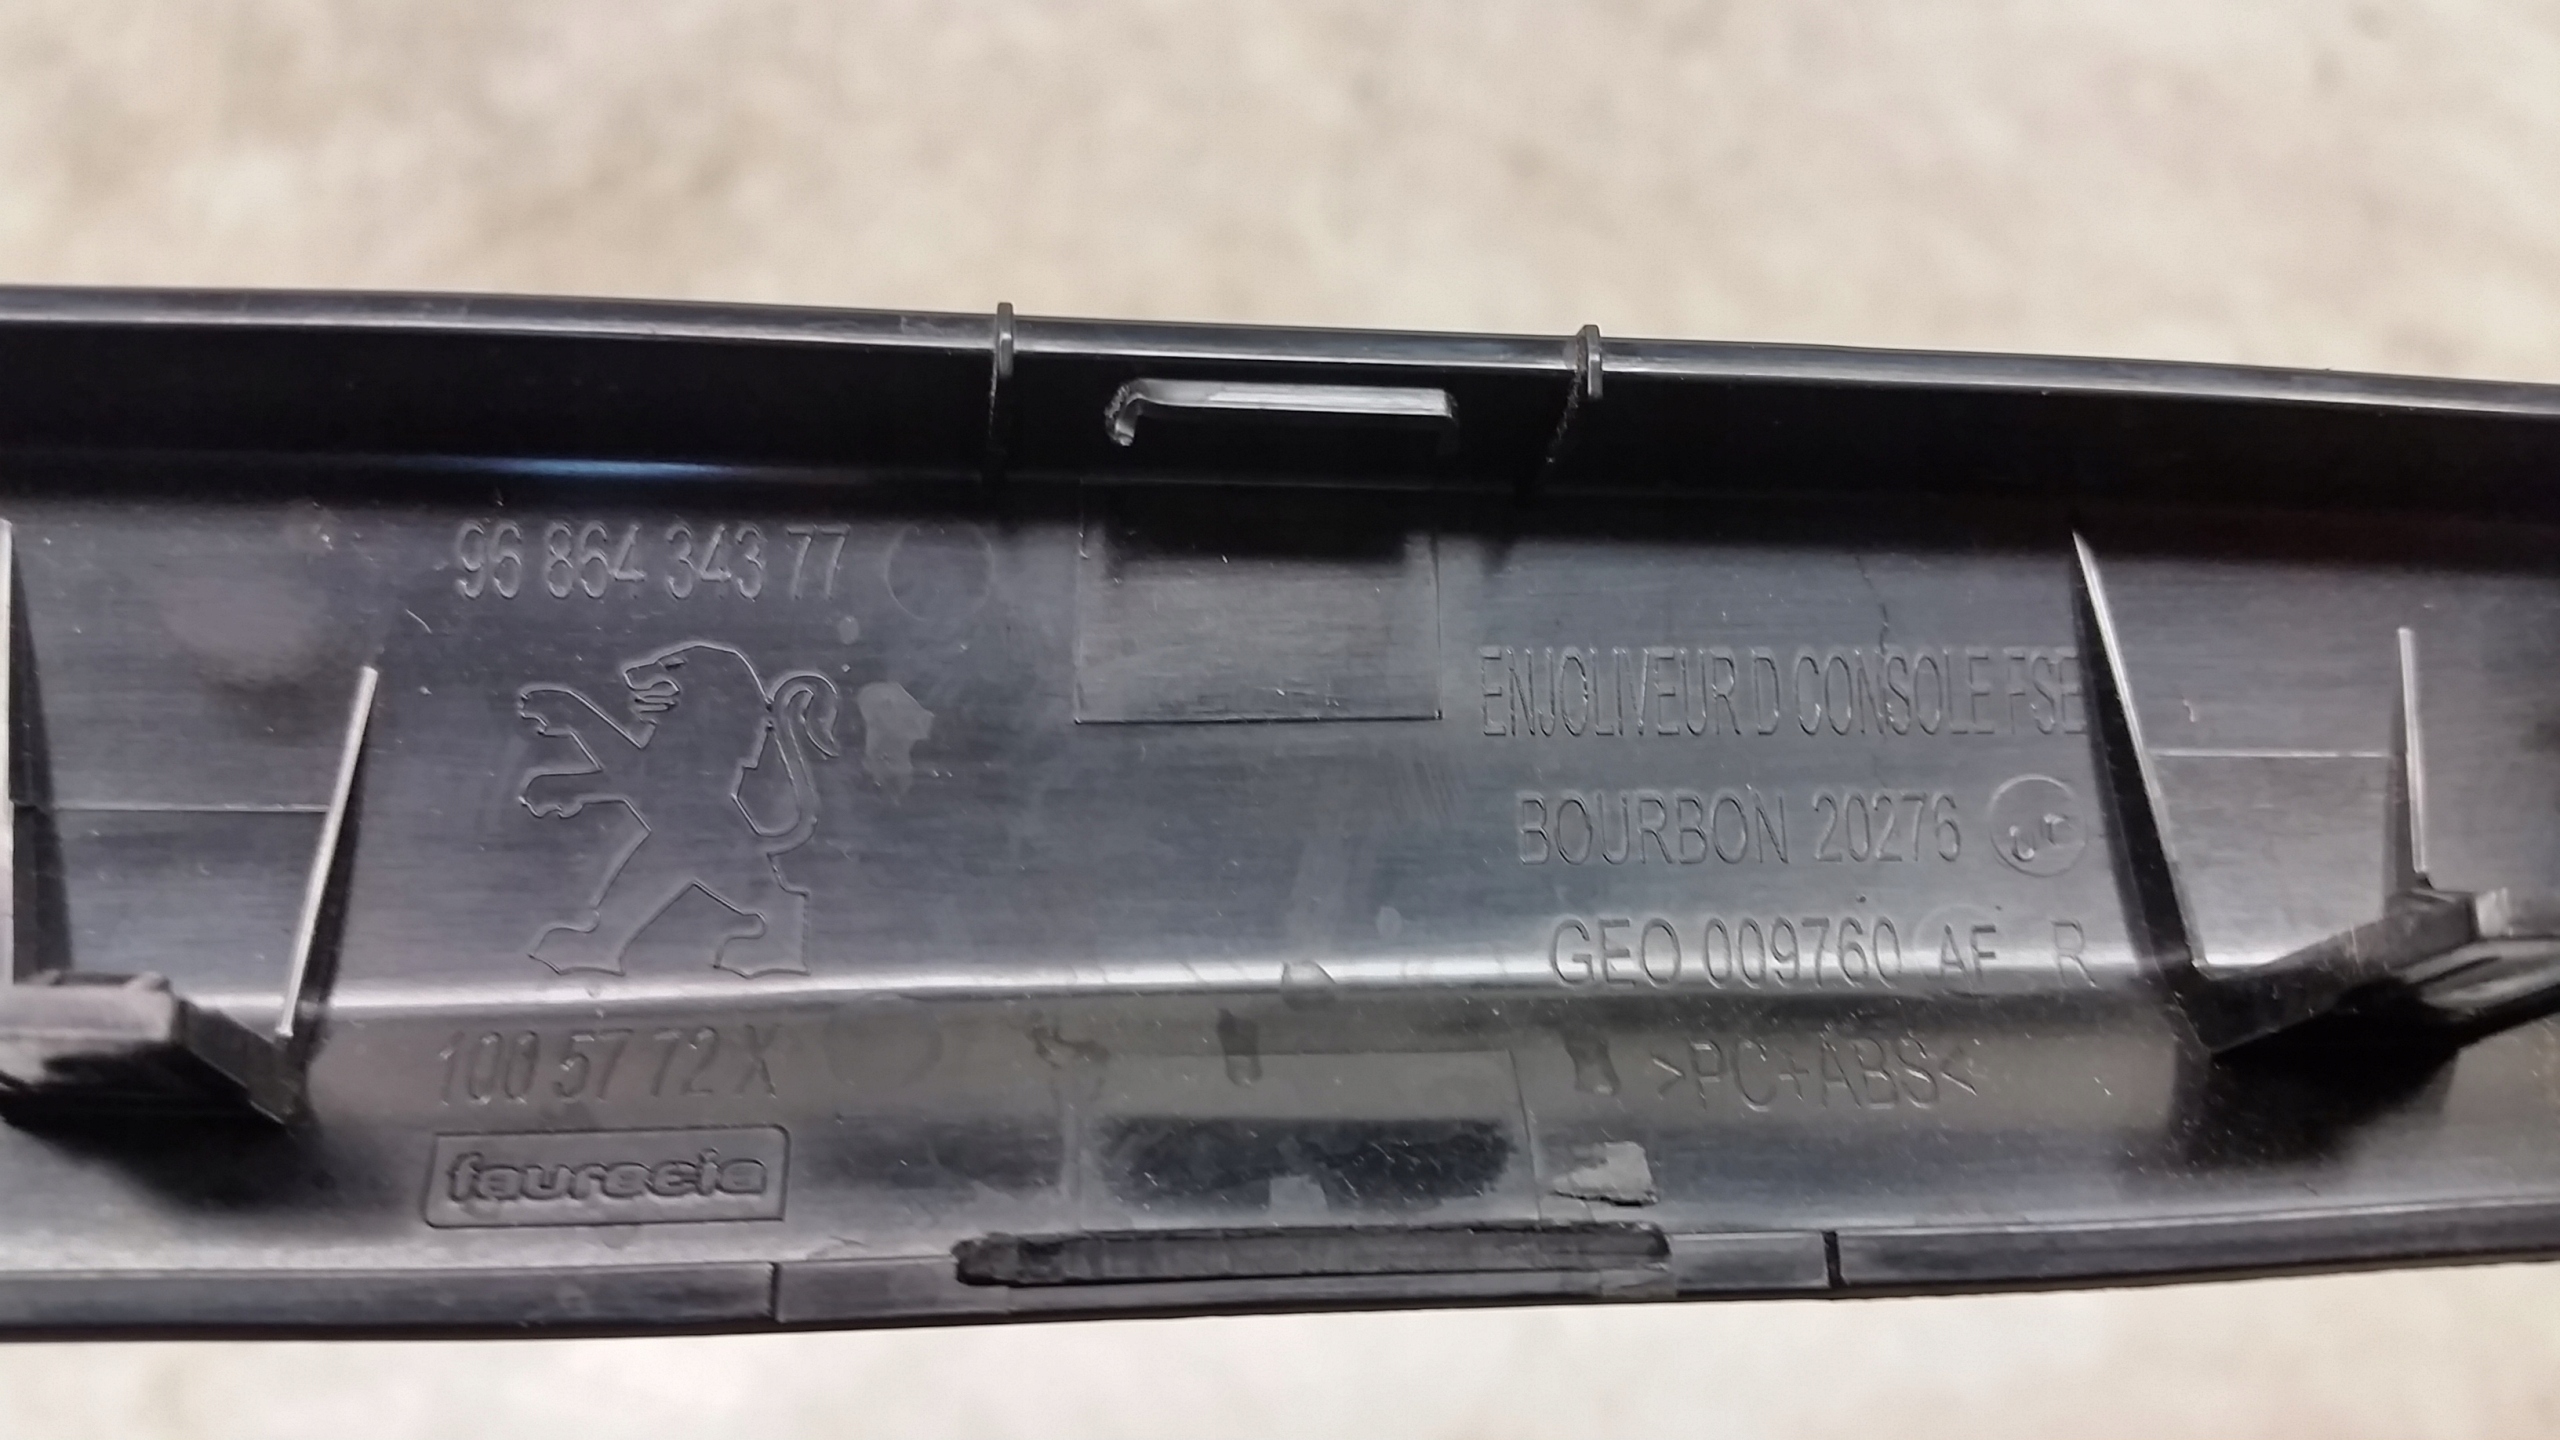 96 864 343 77
ENJOLIVEUR D CONSOLE FSE
BOURBON 20276
GEO 009760 AF R
100 57 72 X
>PC+ABS<
faurecia